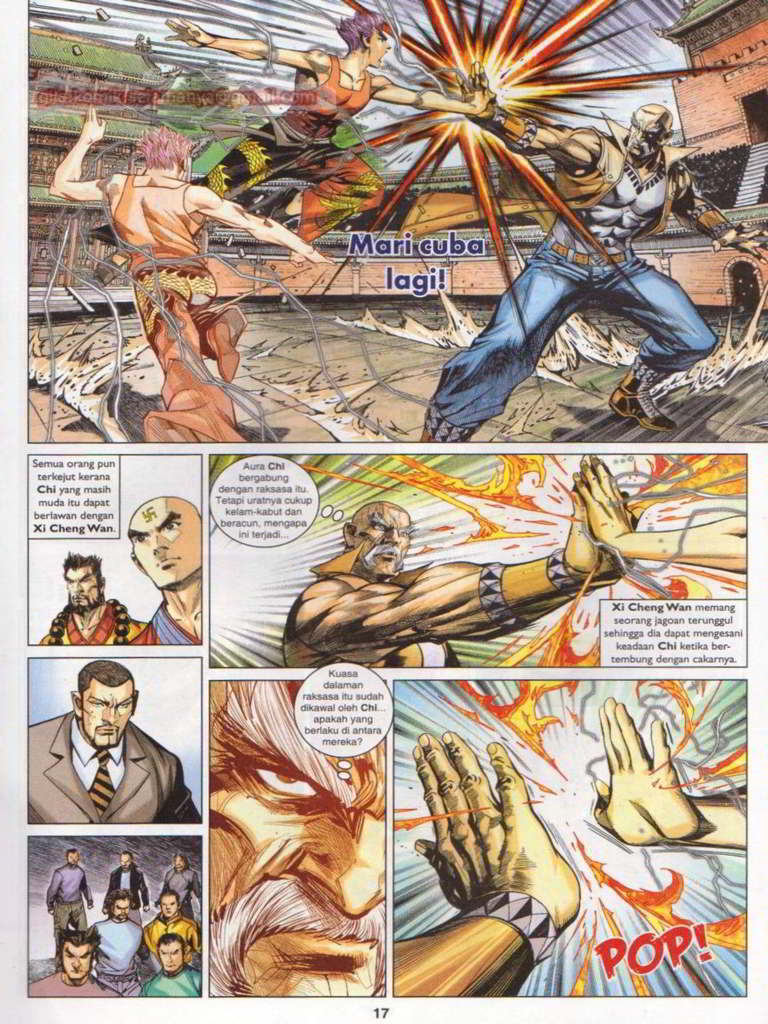 Mari cuba
lagi!
Semua orang pun
terkejut kerana
Chi yang masih
muda itu dapat
berlawan dengan
Xi Cheng Wan.
Aura Chi
bergabung
dengan raksasa itu.
Tetapi uratnya cukup
kelam-kabut dan
beracun, mengapa
ini terjadi...
Xi Cheng Wan memang
seorang jagoan terunggul
sehingga dia dapat mengesani
keadaan Chi ketika ber-
tembung dengan cakarnya.
Kuasa
dalaman
raksasa itu sudah
dikawal oleh Chi...
apakah yang
berlaku di antara
mereka?
POP!
17